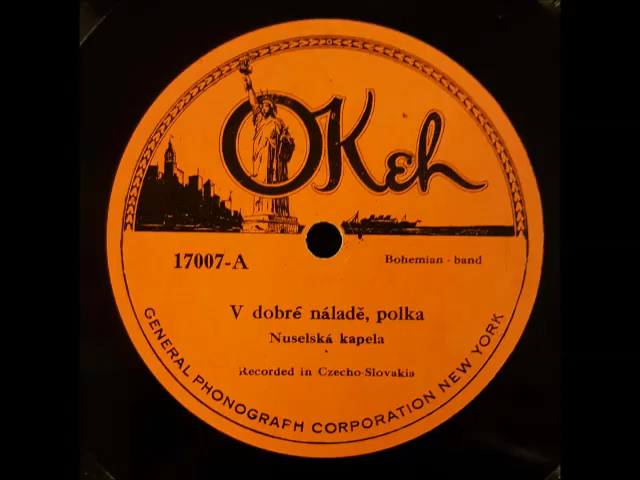 OKeh
17007-A
Bohemian - band
V dobré náladě, polka
Nuselská kapela
Recorded in Czecho-Slovakia
GENERAL PHONOGRAPH CORPORATION NEW YORK